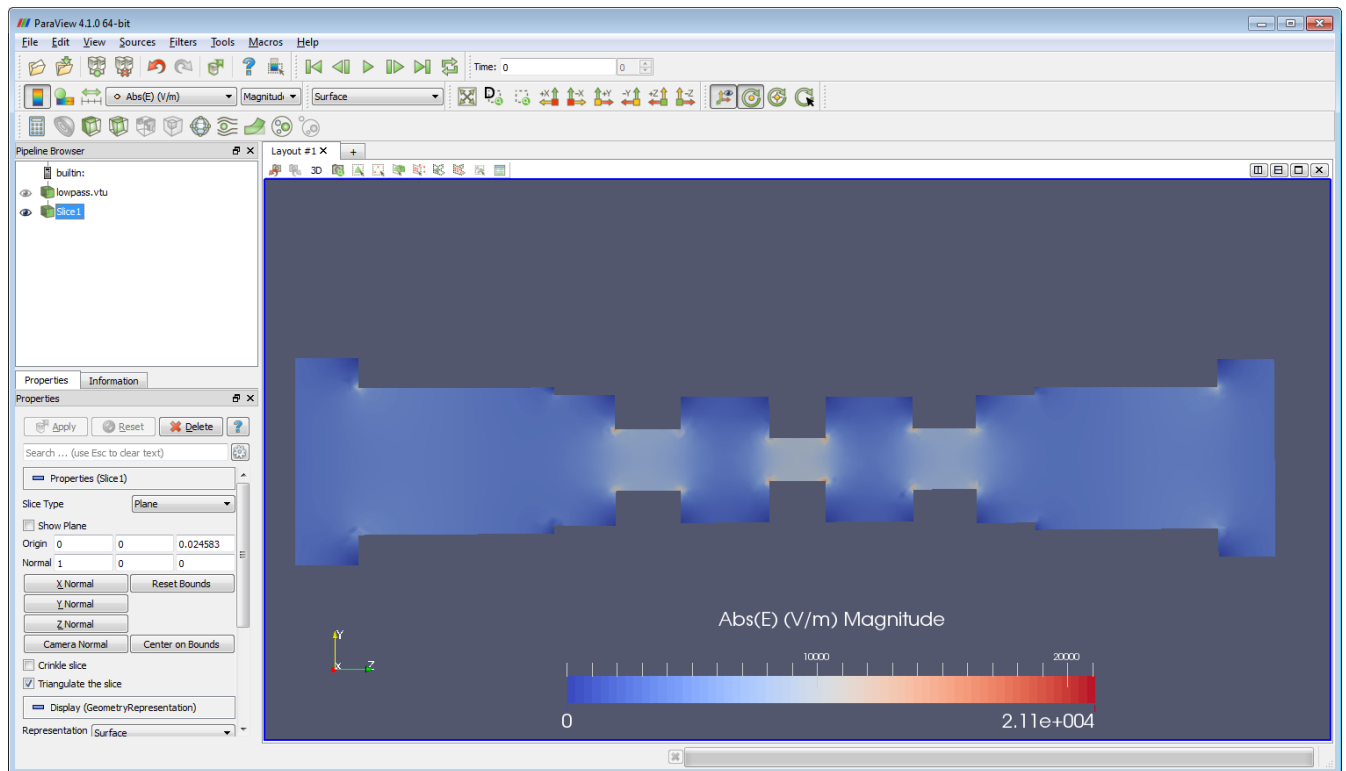 ParaView 4.1.0 64-bit
File Edit View Sources Filters Tools Macros Help
Time: 0 0
Abs(E) (V/m) Magnitud Surface +X -X +Y -Y +Z -Z
Pipeline Browser
Layout #1 X +
3D
builtin:
lowpass.vtu
Slice1
Properties Information
Properties
Apply Reset Delete ?
Search ... (use Esc to clear text)
Properties (Slice1)
Slice Type Plane
Show Plane
Origin 0 0 0.024583
Normal 1 0 0
X Normal Reset Bounds
Y Normal
Z Normal
Camera Normal Center on Bounds
Crinkle slice
Triangulate the slice
Display (GeometryRepresentation)
Representation Surface
Y
X Z
Abs(E) (V/m) Magnitude
10000 20000
0 2.11e+004